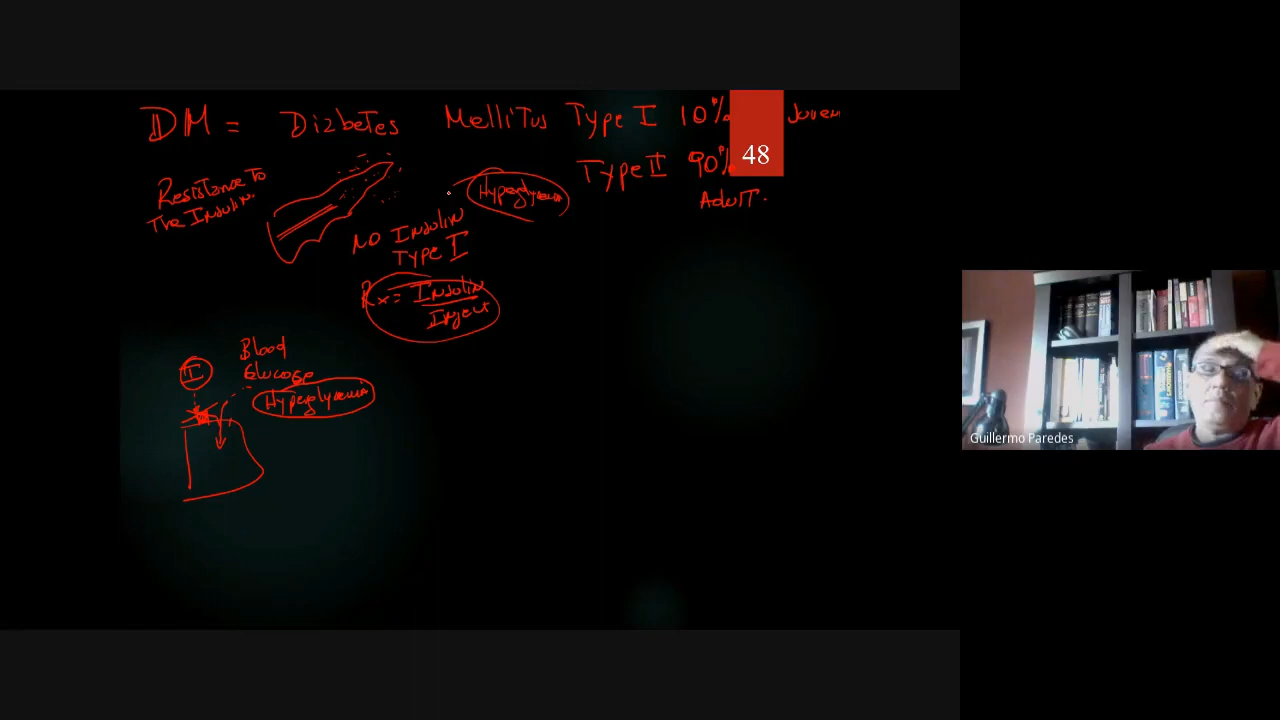 DM = Diabetes Mellitus Type I 10% Juven
48
Type II 90%
Adult.
Resistance To
The Insulin.
Hyperglycemia
No Insulin
Type I
Rx = Insulin
Inject
I
Blood
Glucose
Hyperglycemia
Guillermo Paredes